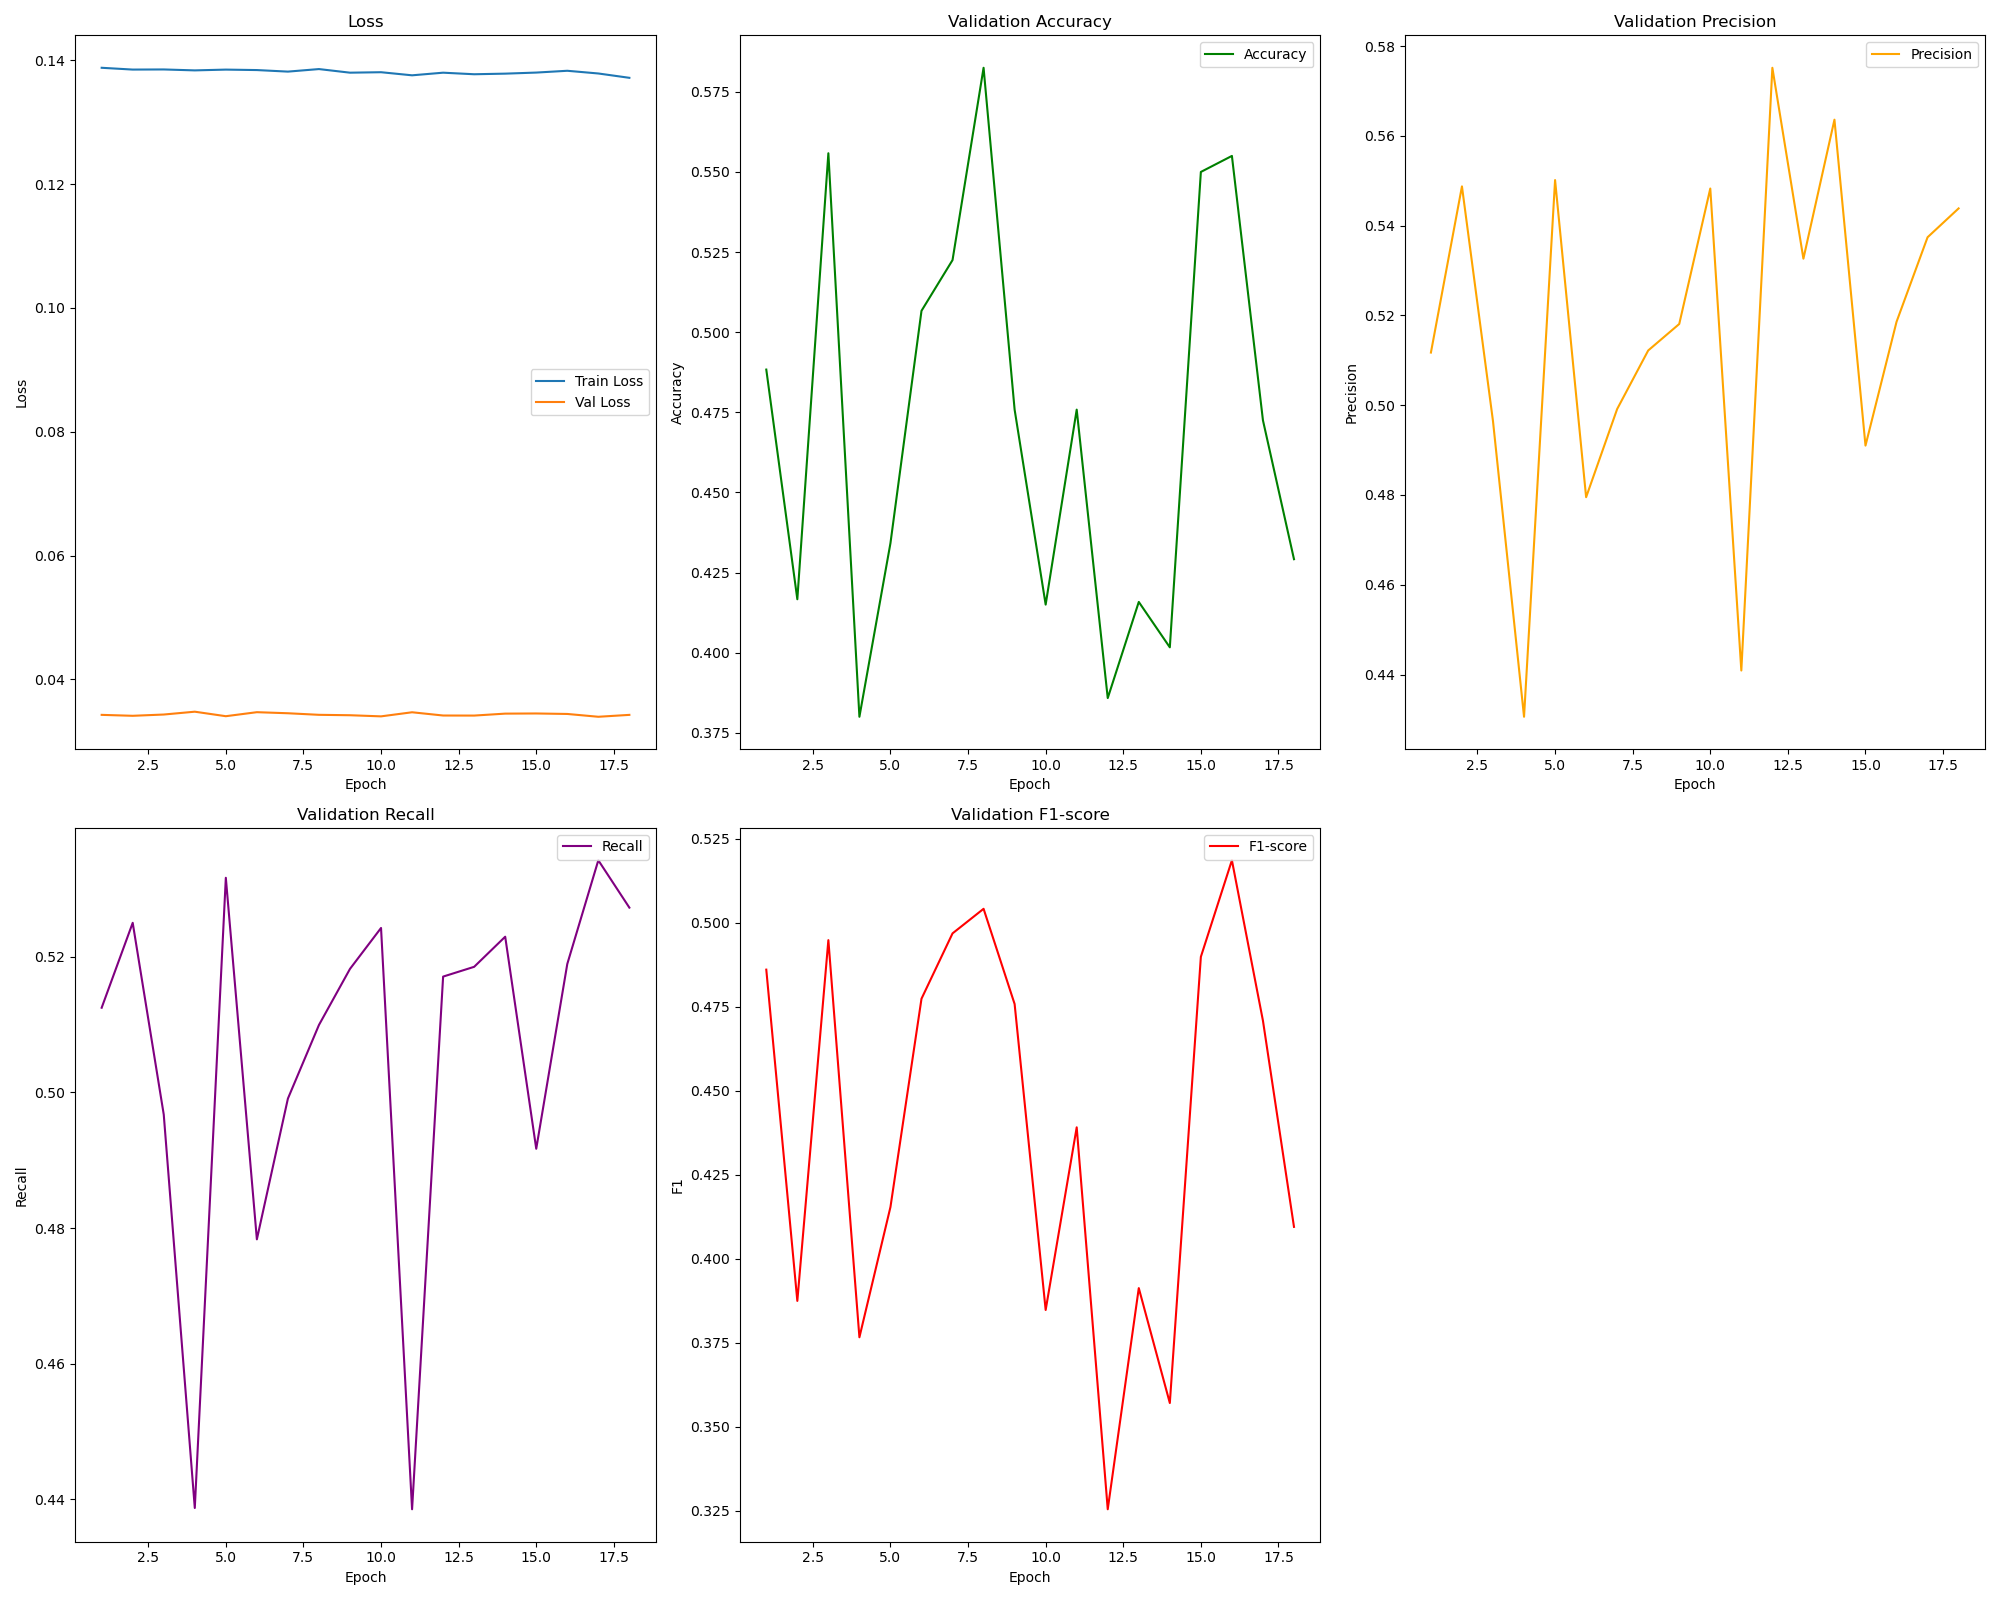 Loss
0.14
0.12
0.10
0.08
0.06
0.04
Loss
Train Loss
Val Loss
2.5 5.0 7.5 10.0 12.5 15.0 17.5
Epoch
Validation Accuracy
Accuracy
0.575
0.550
0.525
0.500
0.475
0.450
0.425
0.400
0.375
Accuracy
2.5 5.0 7.5 10.0 12.5 15.0 17.5
Epoch
Validation Precision
Precision
0.58
0.56
0.54
0.52
0.50
0.48
0.46
0.44
Precision
2.5 5.0 7.5 10.0 12.5 15.0 17.5
Epoch
Validation Recall
Recall
0.52
0.50
0.48
0.46
0.44
Recall
2.5 5.0 7.5 10.0 12.5 15.0 17.5
Epoch
Validation F1-score
F1-score
0.525
0.500
0.475
0.450
0.425
0.400
0.375
0.350
0.325
F1
2.5 5.0 7.5 10.0 12.5 15.0 17.5
Epoch